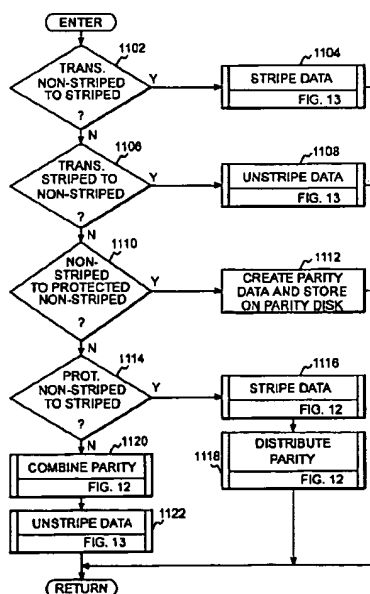 ENTER
1102
TRANS.
NON-STRIPED
TO STRIPED
?
Y
N
1104
STRIPE DATA
FIG. 13
1106
TRANS.
STRIPED TO
NON-STRIPED
?
Y
N
1108
UNSTRIPE DATA
FIG. 13
1110
NON-
STRIPED
TO PROTECTED
NON-STRIPED
?
Y
N
1112
CREATE PARITY
DATA AND STORE
ON PARITY DISK
1114
PROT.
NON-STRIPED
TO STRIPED
?
Y
N
1116
STRIPE DATA
FIG. 12
1118
DISTRIBUTE
PARITY
FIG. 12
1120
COMBINE PARITY
FIG. 12
1122
UNSTRIPE DATA
FIG. 13
RETURN